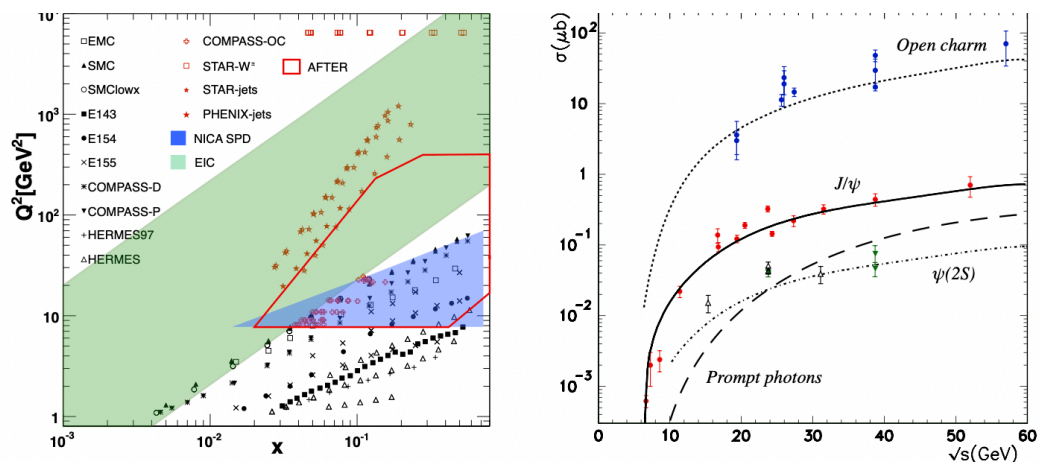 Q²[GeV²]
10³
10²
10
1
10⁻³
10⁻²
10⁻¹
x
EMC
SMC
SMClowx
E143
E154
E155
COMPASS-D
COMPASS-P
HERMES97
HERMES
COMPASS-OC
STAR-W±
STAR-jets
PHENIX-jets
NICA SPD
EIC
AFTER
σ(μb)
10²
10
1
10⁻¹
10⁻²
10⁻³
Open charm
J/ψ
ψ(2S)
Prompt photons
0
10
20
30
40
50
60
√s(GeV)